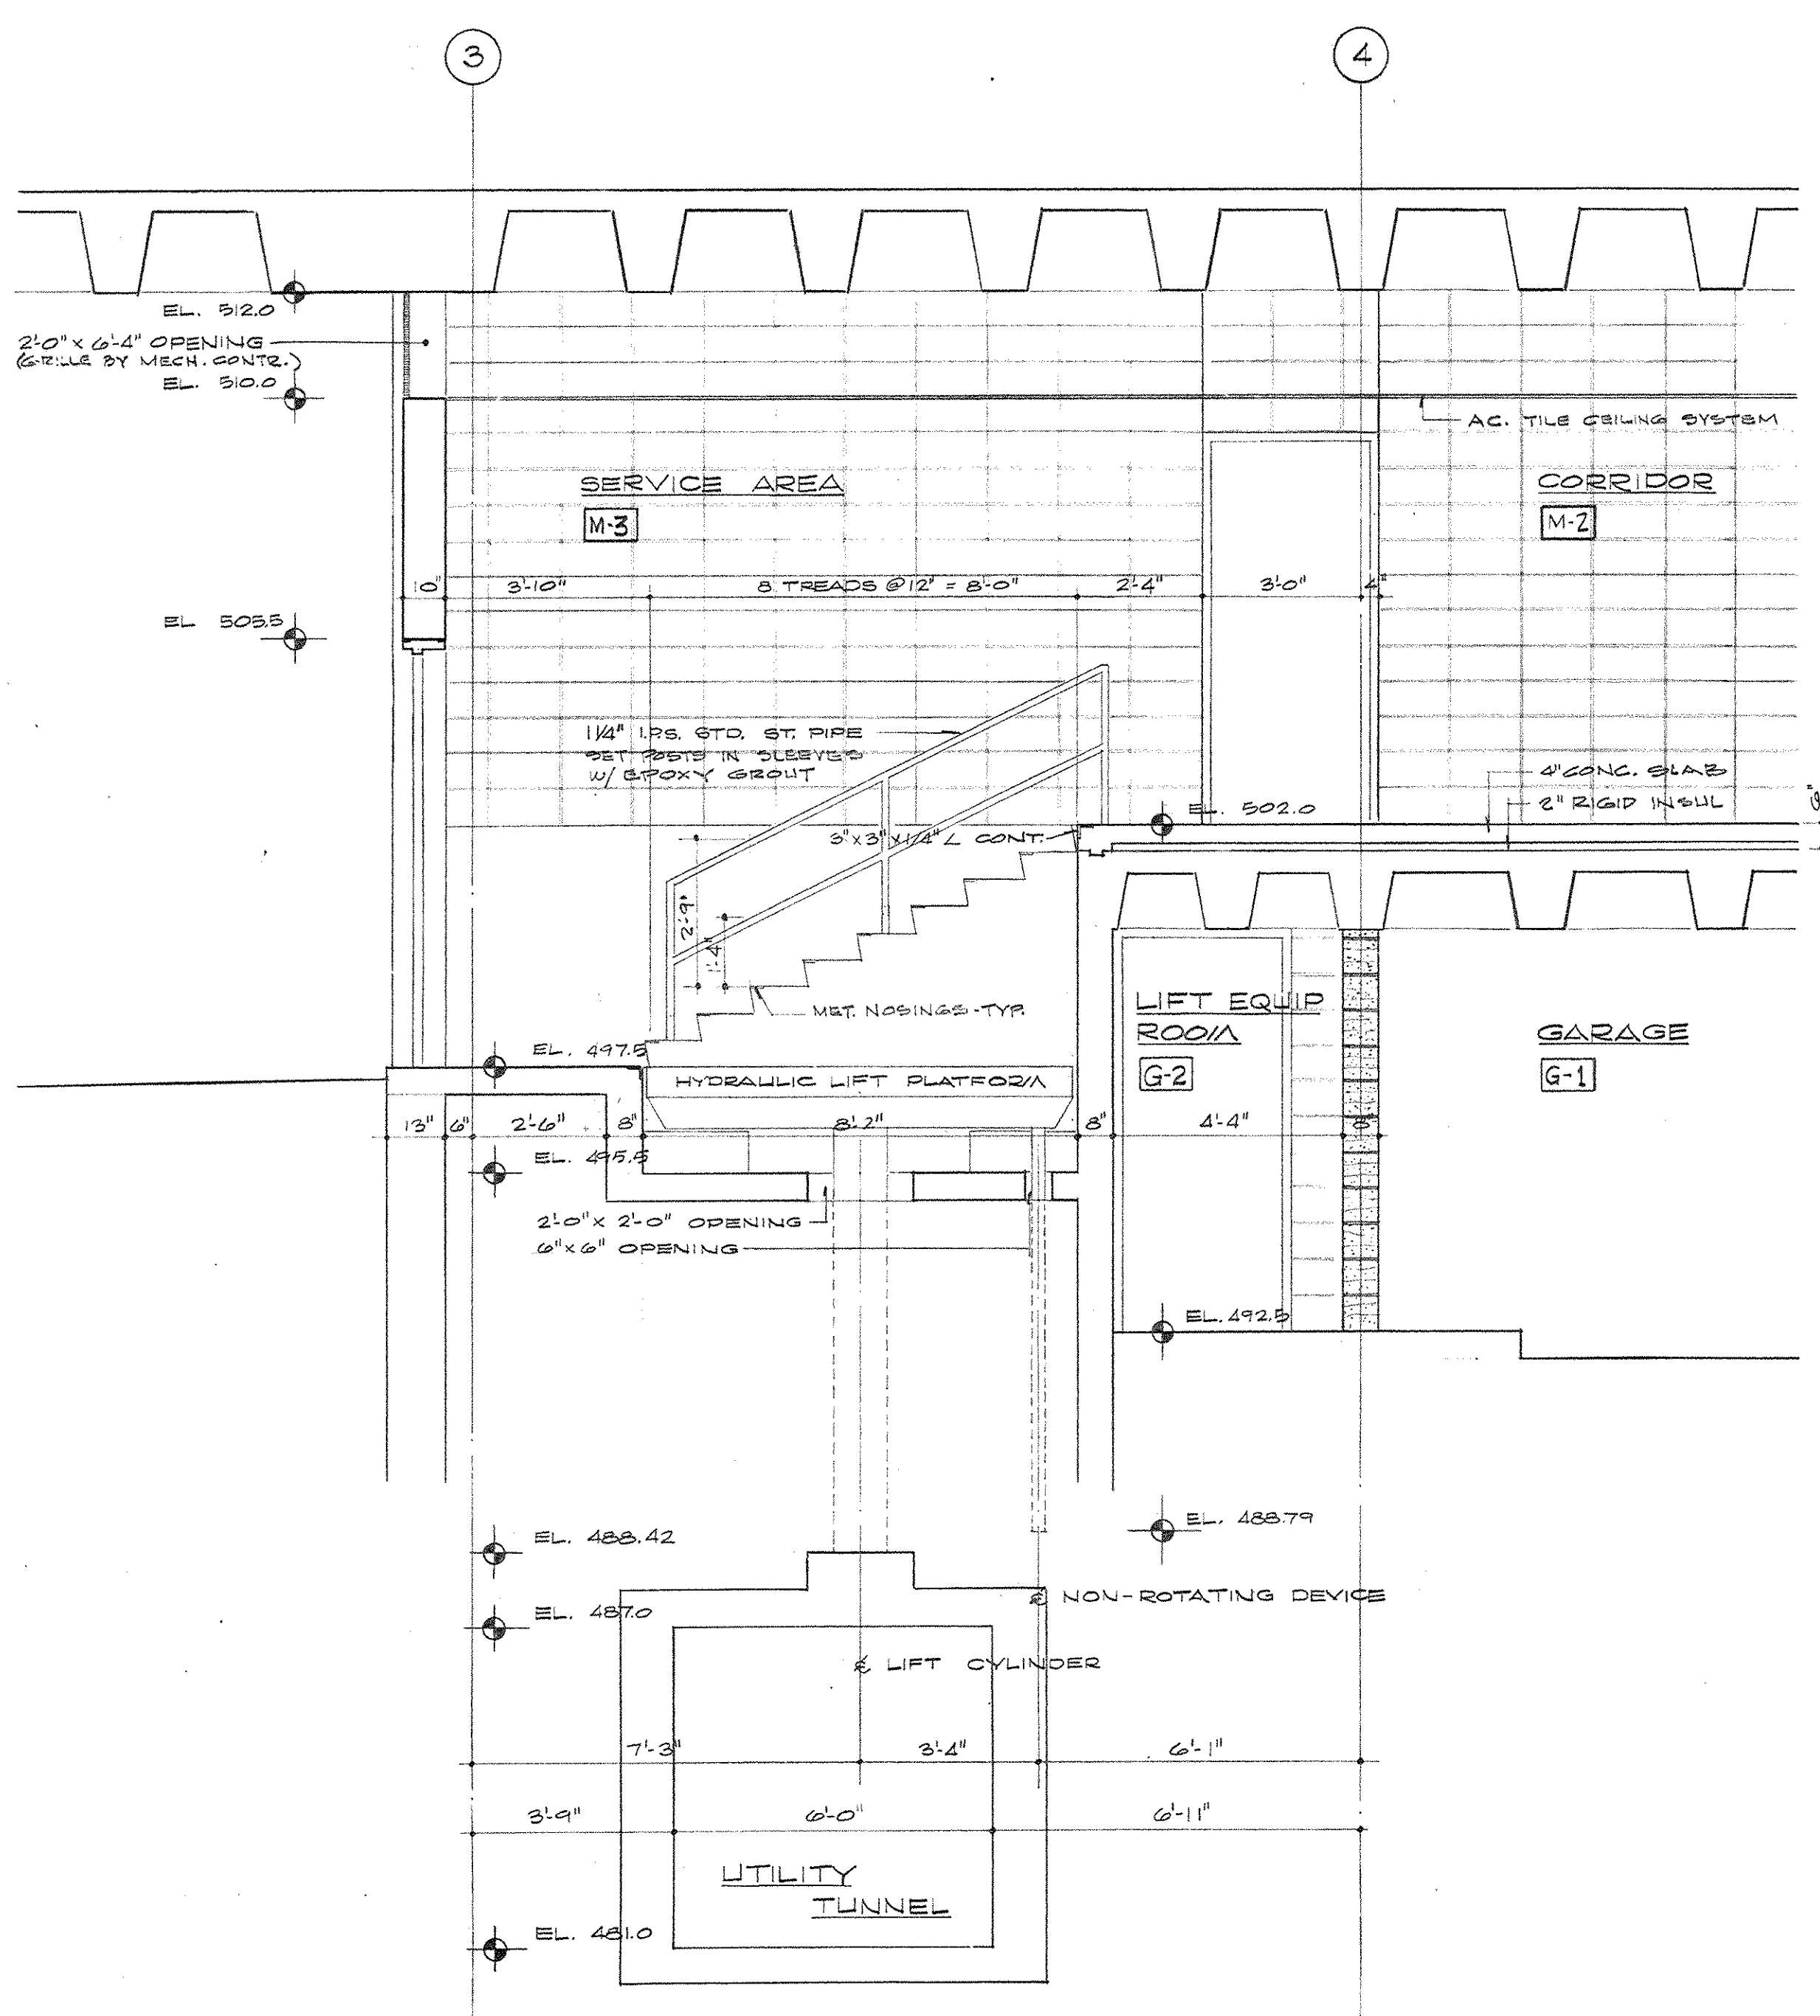 3
4
EL. 512.0
2'-0" x 6'-4" OPENING
(GRILLE BY MECH. CONTR.)
EL. 510.0
AC. TILE CEILING SYSTEM
SERVICE AREA
M-3
CORRIDOR
M-2
10"
3'-10"
8 TREADS @ 12" = 8'-0"
2'-4"
3'-0"
4"
EL 505.5
1 1/4" I.P.S. STD. ST. PIPE
SET POSTS IN SLEEVES
W/ EPOXY GROUT
4" CONC. SLAB
2" RIGID INSUL
EL. 502.0
3" x 3" x 1/4" L CONT.
2'-9"
1'-4"
MET. NOSINGS - TYP.
LIFT EQUIP
ROOM
G-2
GARAGE
G-1
EL. 497.5
HYDRAULIC LIFT PLATFORM
13"
6"
2'-6"
8"
8'-2"
8"
4'-4"
8"
EL. 495.5
2'-0" x 2'-0" OPENING
6" x 6" OPENING
EL. 492.5
EL. 488.79
EL. 488.42
℄ NON-ROTATING DEVICE
EL. 487.0
℄ LIFT CYLINDER
7'-3"
3'-4"
6'-1"
3'-9"
6'-0"
6'-11"
UTILITY
TUNNEL
EL. 481.0